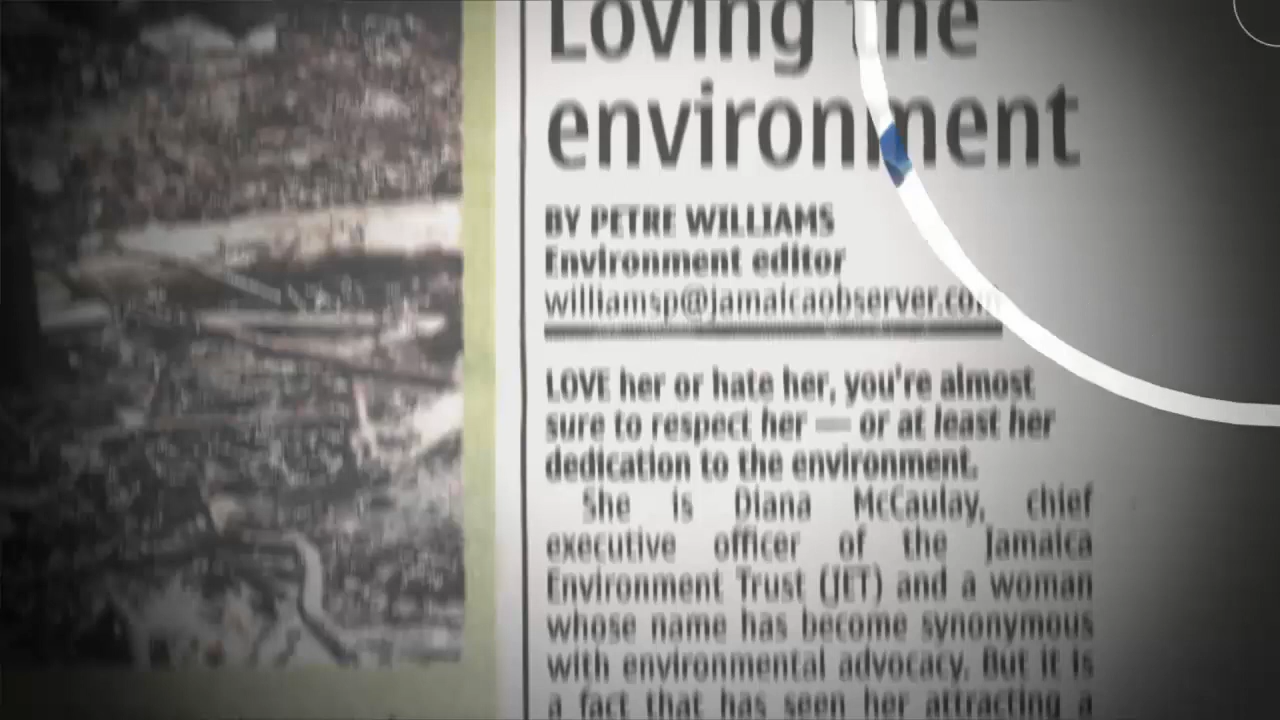 Loving the
environment
BY PETRE WILLIAMS
Environment editor
williamsp@jamaicaobserver.com
LOVE her or hate her, you're almost
sure to respect her — or at least her
dedication to the environment.
She is Diana McCaulay, chief
executive officer of the Jamaica
Environment Trust (JET) and a woman
whose name has become synonymous
with environmental advocacy. But it is
a fact that has seen her attracting a